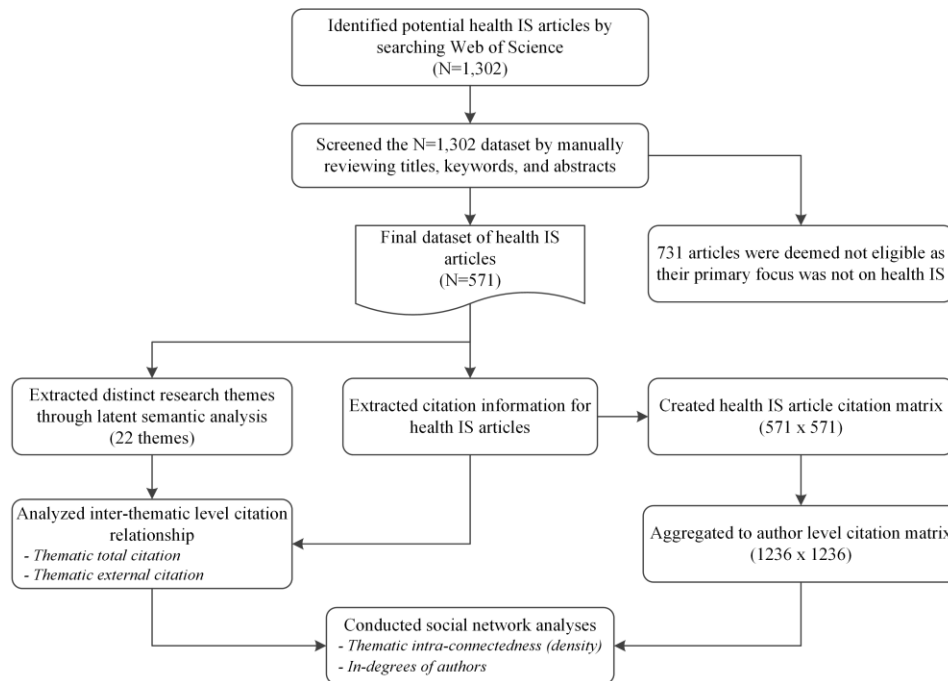 Identified potential health IS articles by
searching Web of Science
(N=1,302)
Screened the N=1,302 dataset by manually
reviewing titles, keywords, and abstracts
Final dataset of health IS
articles
(N=571)
731 articles were deemed not eligible as
their primary focus was not on health IS
Extracted distinct research themes
through latent semantic analysis
(22 themes)
Extracted citation information for
health IS articles
Created health IS article citation matrix
(571 x 571)
Analyzed inter-thematic level citation
relationship
- Thematic total citation
- Thematic external citation
Aggregated to author level citation matrix
(1236 x 1236)
Conducted social network analyses
- Thematic intra-connectedness (density)
- In-degrees of authors